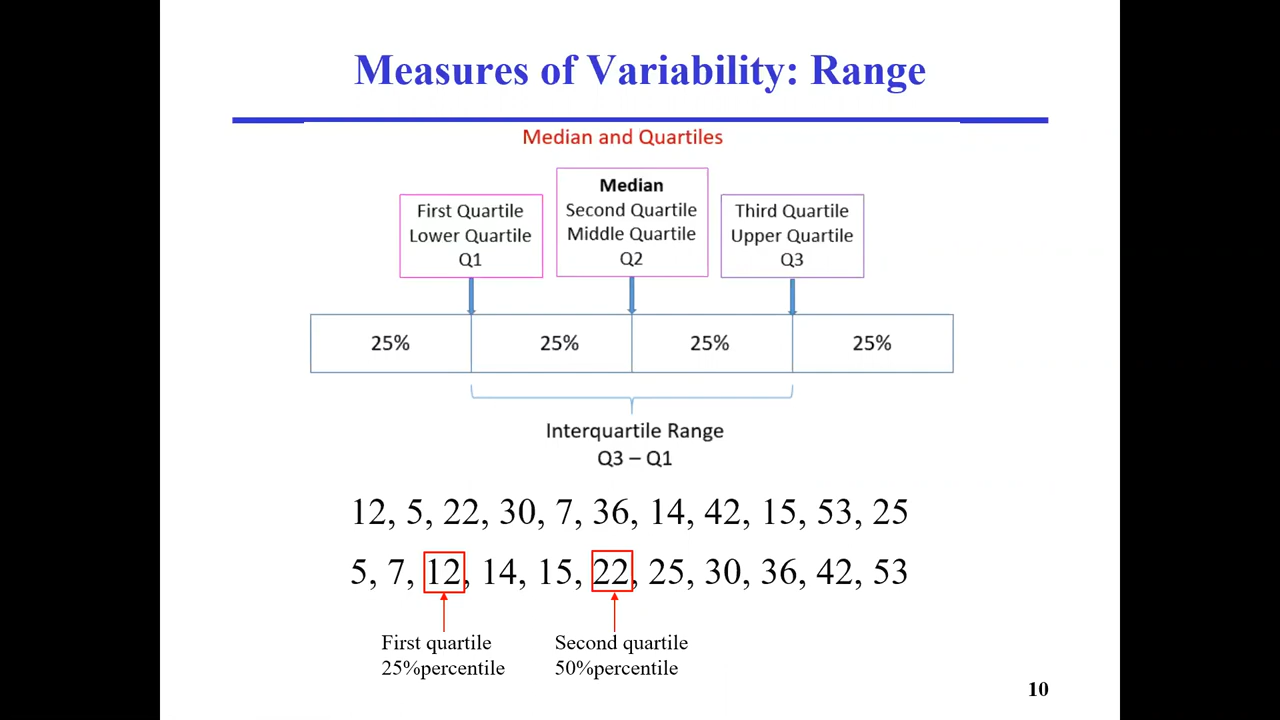 Measures of Variability: Range
Median and Quartiles
First Quartile
Lower Quartile
Q1
Median
Second Quartile
Middle Quartile
Q2
Third Quartile
Upper Quartile
Q3
25%
25%
25%
25%
Interquartile Range
Q3 – Q1
12, 5, 22, 30, 7, 36, 14, 42, 15, 53, 25
5, 7, 12, 14, 15, 22, 25, 30, 36, 42, 53
First quartile
25%percentile
Second quartile
50%percentile
10